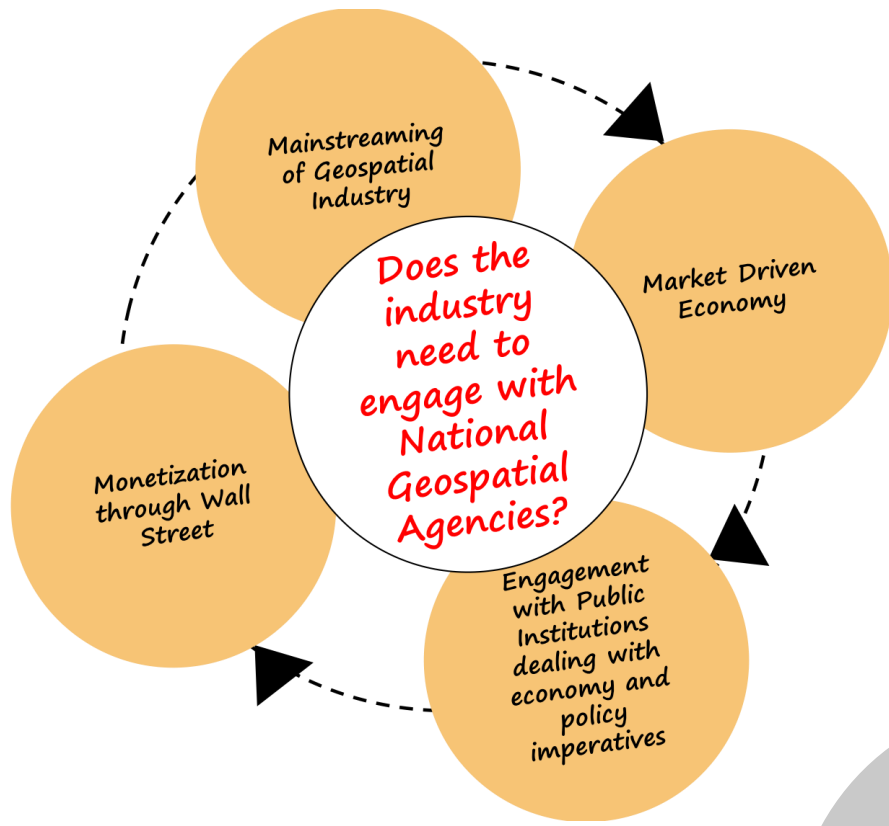 Mainstreaming
of Geospatial
Industry
Market Driven
Economy
Does the
industry
need to
engage with
National
Geospatial
Agencies?
Monetization
through Wall
Street
Engagement
with Public
Institutions
dealing with
economy and
policy
imperatives